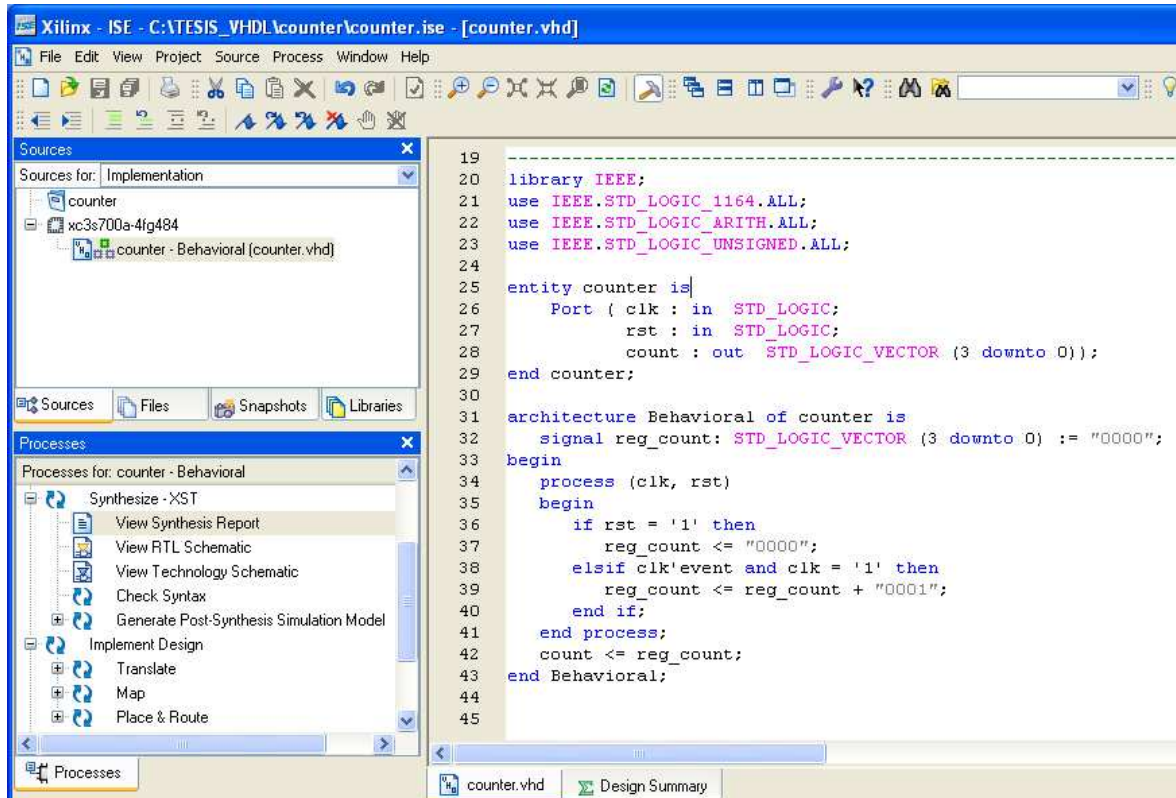 Xilinx - ISE - C:\TESIS_VHDL\counter\counter.ise - [counter.vhd]
File Edit View Project Source Process Window Help
Sources
Sources for: Implementation
counter
xc3s700a-4fg484
counter - Behavioral (counter.vhd)
Sources Files Snapshots Libraries
Processes
Processes for: counter - Behavioral
Synthesize - XST
View Synthesis Report
View RTL Schematic
View Technology Schematic
Check Syntax
Generate Post-Synthesis Simulation Model
Implement Design
Translate
Map
Place & Route
Processes
19 --------------------------------------------------------------
20 library IEEE;
21 use IEEE.STD_LOGIC_1164.ALL;
22 use IEEE.STD_LOGIC_ARITH.ALL;
23 use IEEE.STD_LOGIC_UNSIGNED.ALL;
24
25 entity counter is
26 Port ( clk : in STD_LOGIC;
27 rst : in STD_LOGIC;
28 count : out STD_LOGIC_VECTOR (3 downto 0));
29 end counter;
30
31 architecture Behavioral of counter is
32 signal reg_count: STD_LOGIC_VECTOR (3 downto 0) := "0000";
33 begin
34 process (clk, rst)
35 begin
36 if rst = '1' then
37 reg_count <= "0000";
38 elsif clk'event and clk = '1' then
39 reg_count <= reg_count + "0001";
40 end if;
41 end process;
42 count <= reg_count;
43 end Behavioral;
44
45
counter.vhd Design Summary